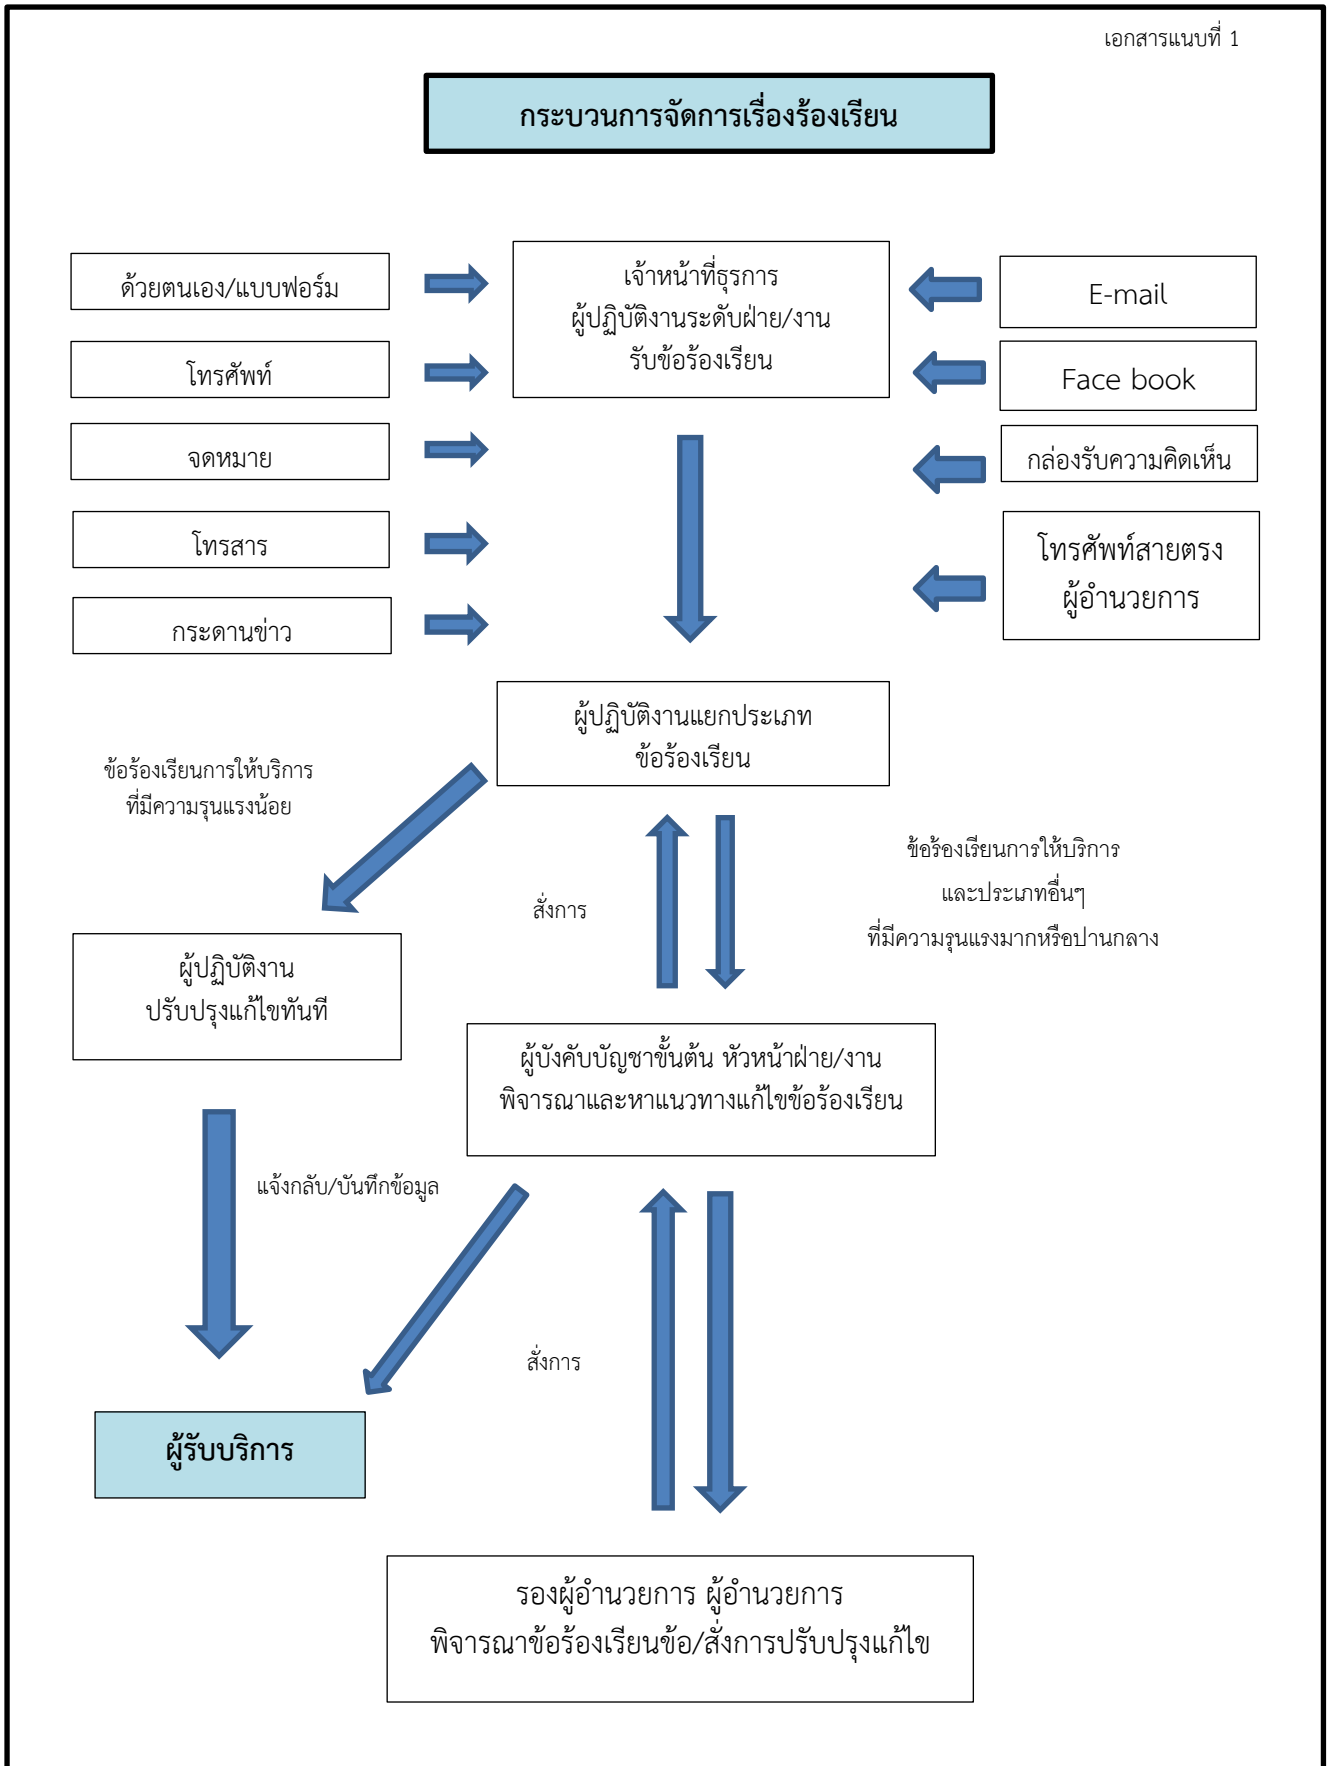 เอกสารแนบที่ 1
กระบวนการจัดการเรื่องร้องเรียน
ด้วยตนเอง/แบบฟอร์ม
โทรศัพท์
จดหมาย
โทรสาร
กระดานข่าว
เจ้าหน้าที่ธุรการ
ผู้ปฏิบัติงานระดับฝ่าย/งาน
รับข้อร้องเรียน
E-mail
Face book
กล่องรับความคิดเห็น
โทรศัพท์สายตรง
ผู้อำนวยการ
ผู้ปฏิบัติงานแยกประเภท
ข้อร้องเรียน
ข้อร้องเรียนการให้บริการ
ที่มีความรุนแรงน้อย
สั่งการ
ข้อร้องเรียนการให้บริการ
และประเภทอื่นๆ
ที่มีความรุนแรงมากหรือปานกลาง
ผู้ปฏิบัติงาน
ปรับปรุงแก้ไขทันที
ผู้บังคับบัญชาขั้นต้น หัวหน้าฝ่าย/งาน
พิจารณาและหาแนวทางแก้ไขข้อร้องเรียน
แจ้งกลับ/บันทึกข้อมูล
สั่งการ
ผู้รับบริการ
รองผู้อำนวยการ ผู้อำนวยการ
พิจารณาข้อร้องเรียนข้อ/สั่งการปรับปรุงแก้ไข